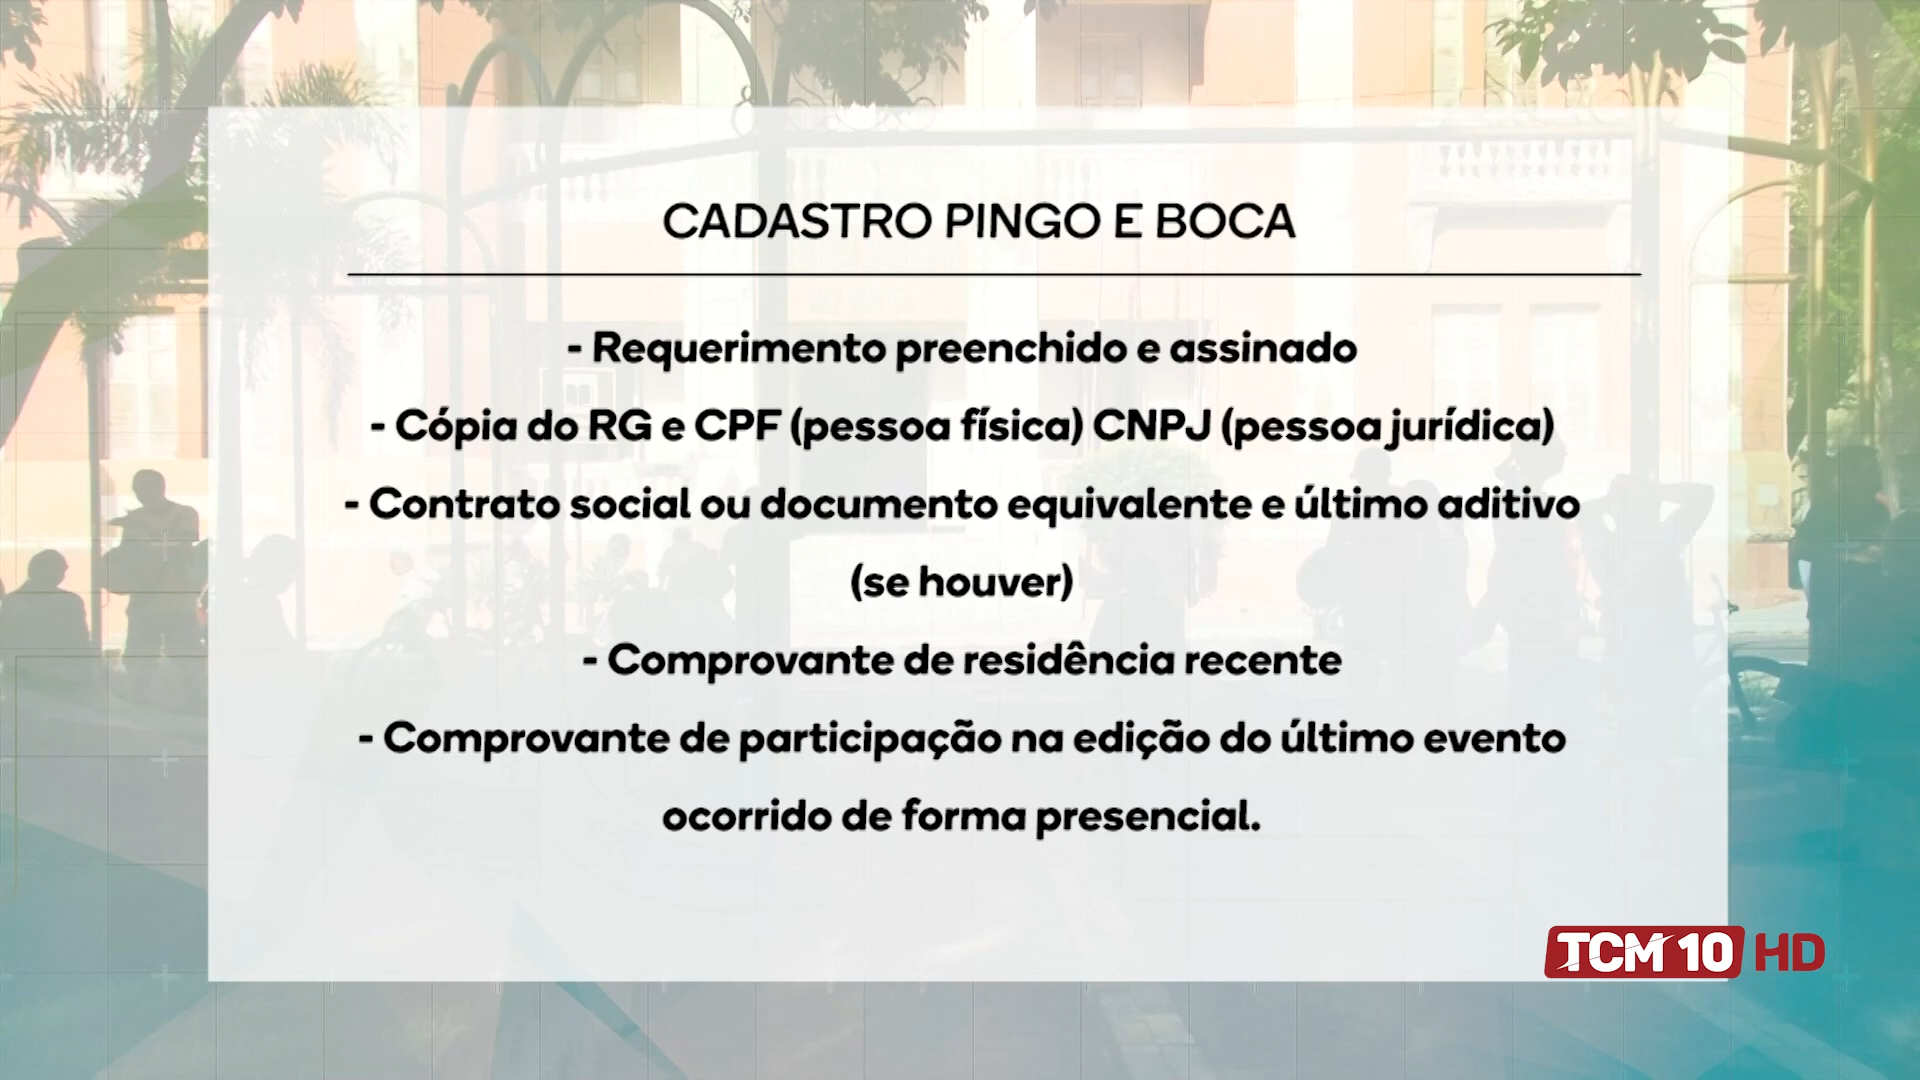 CADASTRO PINGO E BOCA
- Requerimento preenchido e assinado
- Cópia do RG e CPF (pessoa física) CNPJ (pessoa jurídica)
- Contrato social ou documento equivalente e último aditivo
(se houver)
- Comprovante de residência recente
- Comprovante de participação na edição do último evento
ocorrido de forma presencial.
TCM 10 HD